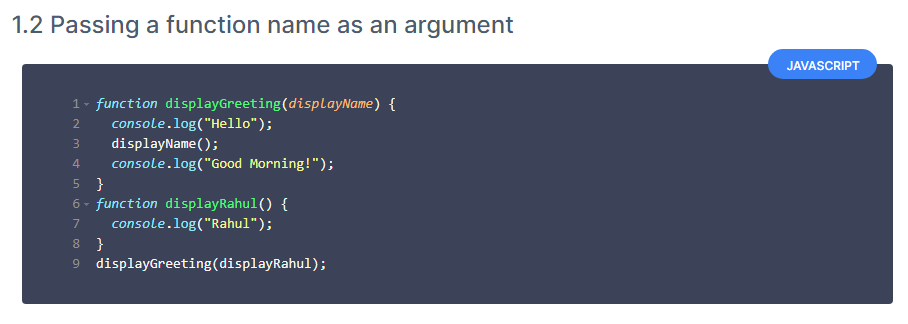 1.2 Passing a function name as an argument
JAVASCRIPT
1 function displayGreeting(displayName) {
2   console.log("Hello");
3   displayName();
4   console.log("Good Morning!");
5 }
6 function displayRahul() {
7   console.log("Rahul");
8 }
9 displayGreeting(displayRahul);